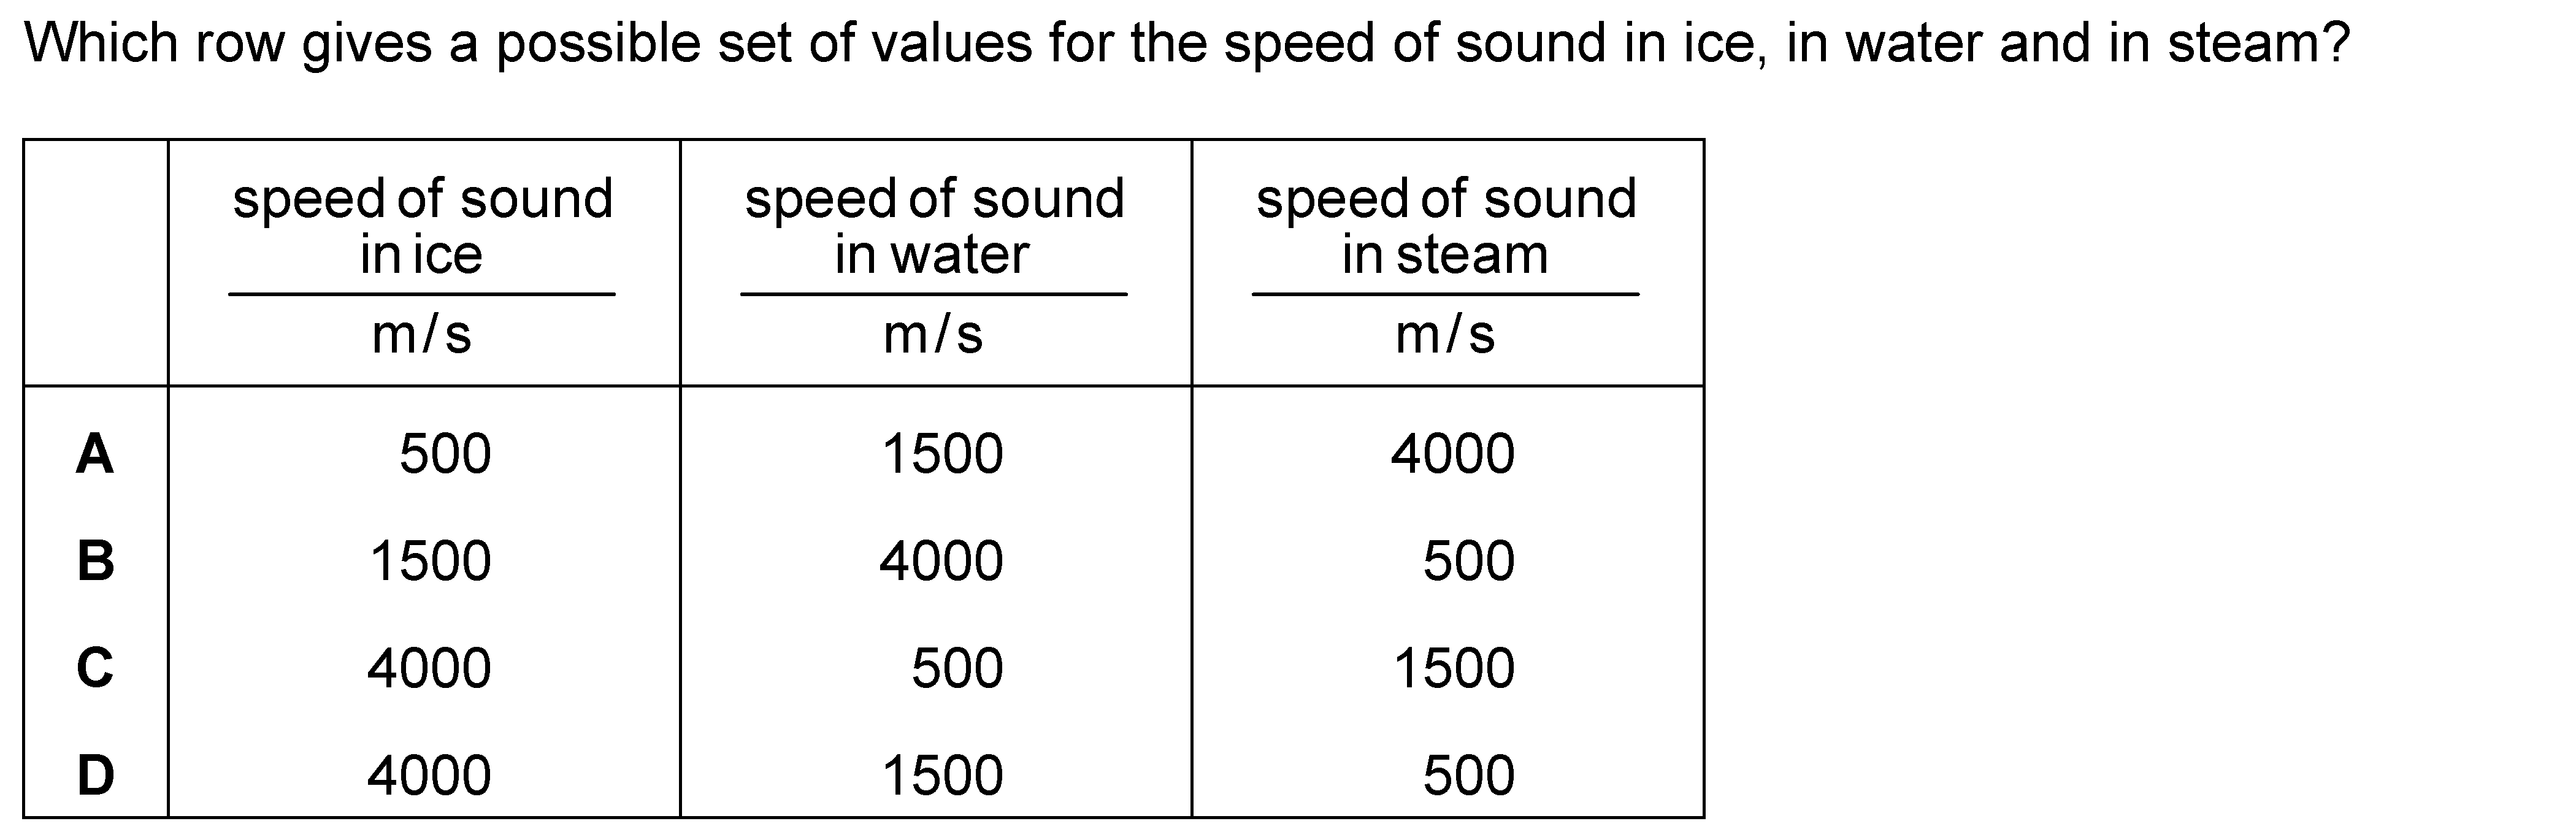 Which row gives a possible set of values for the speed of sound in ice, in water and in steam?
speed of sound speed of sound speed of sound
in ice in water in steam
m/s m/s m/s
A 500 1500 4000
B 1500 4000 500
C 4000 500 1500
D 4000 1500 500